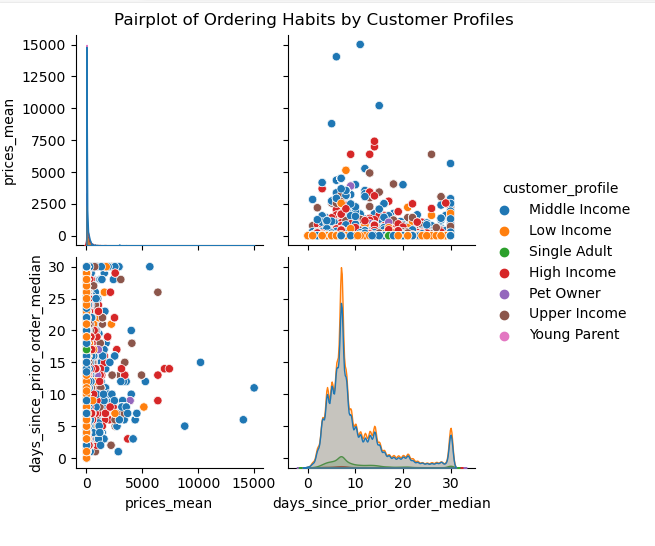 Pairplot of Ordering Habits by Customer Profiles
15000
12500
10000
7500
5000
2500
0
prices_mean
customer_profile
Middle Income
Low Income
Single Adult
High Income
Pet Owner
Upper Income
Young Parent
30
25
20
15
10
5
0
days_since_prior_order_median
0 5000 10000 15000
prices_mean
0 10 20 30
days_since_prior_order_median